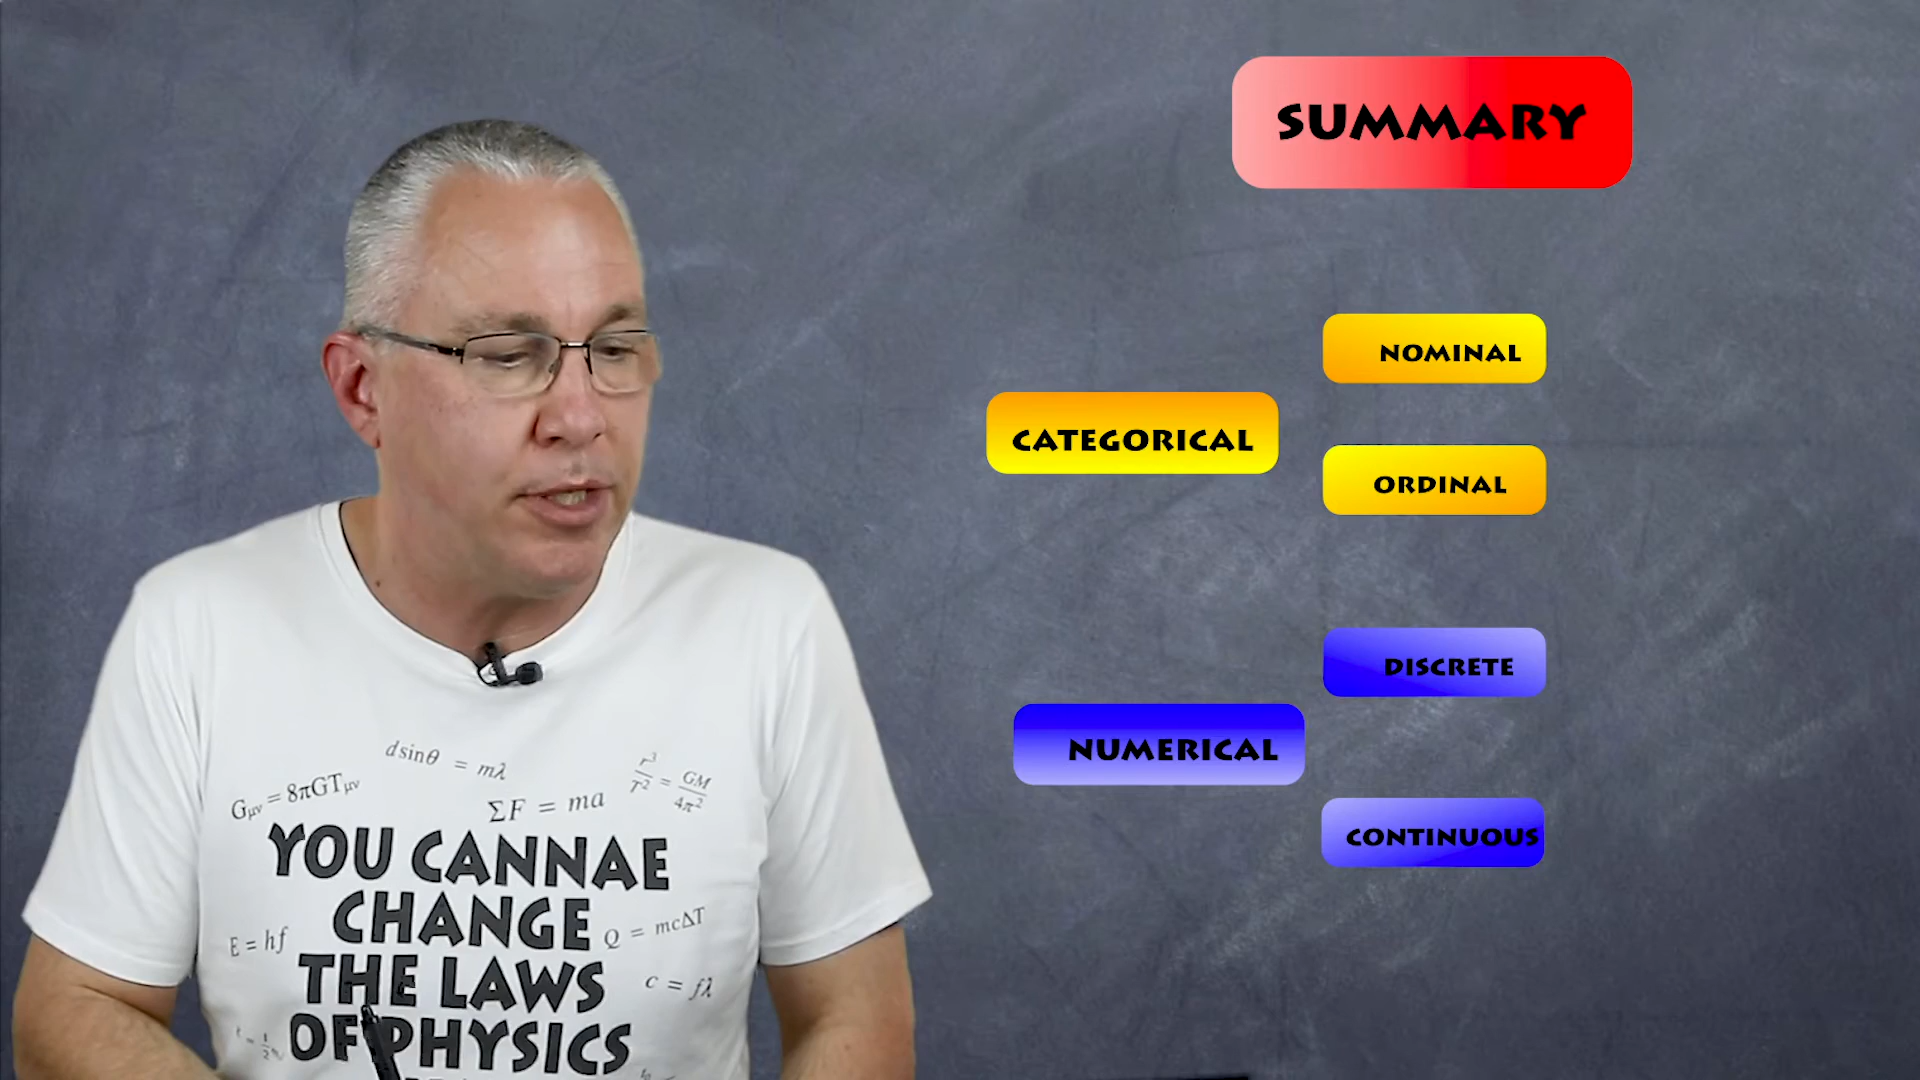 SUMMARY
NOMINAL
CATEGORICAL
ORDINAL
DISCRETE
NUMERICAL
CONTINUOUS
d sinθ = mλ
r³/T² = GM/4π²
Gμν = 8πGTμν
ΣF = ma
YOU CANNAE
CHANGE
E = hf
Q = mcΔT
THE LAWS
c = fλ
OF PHYSICS